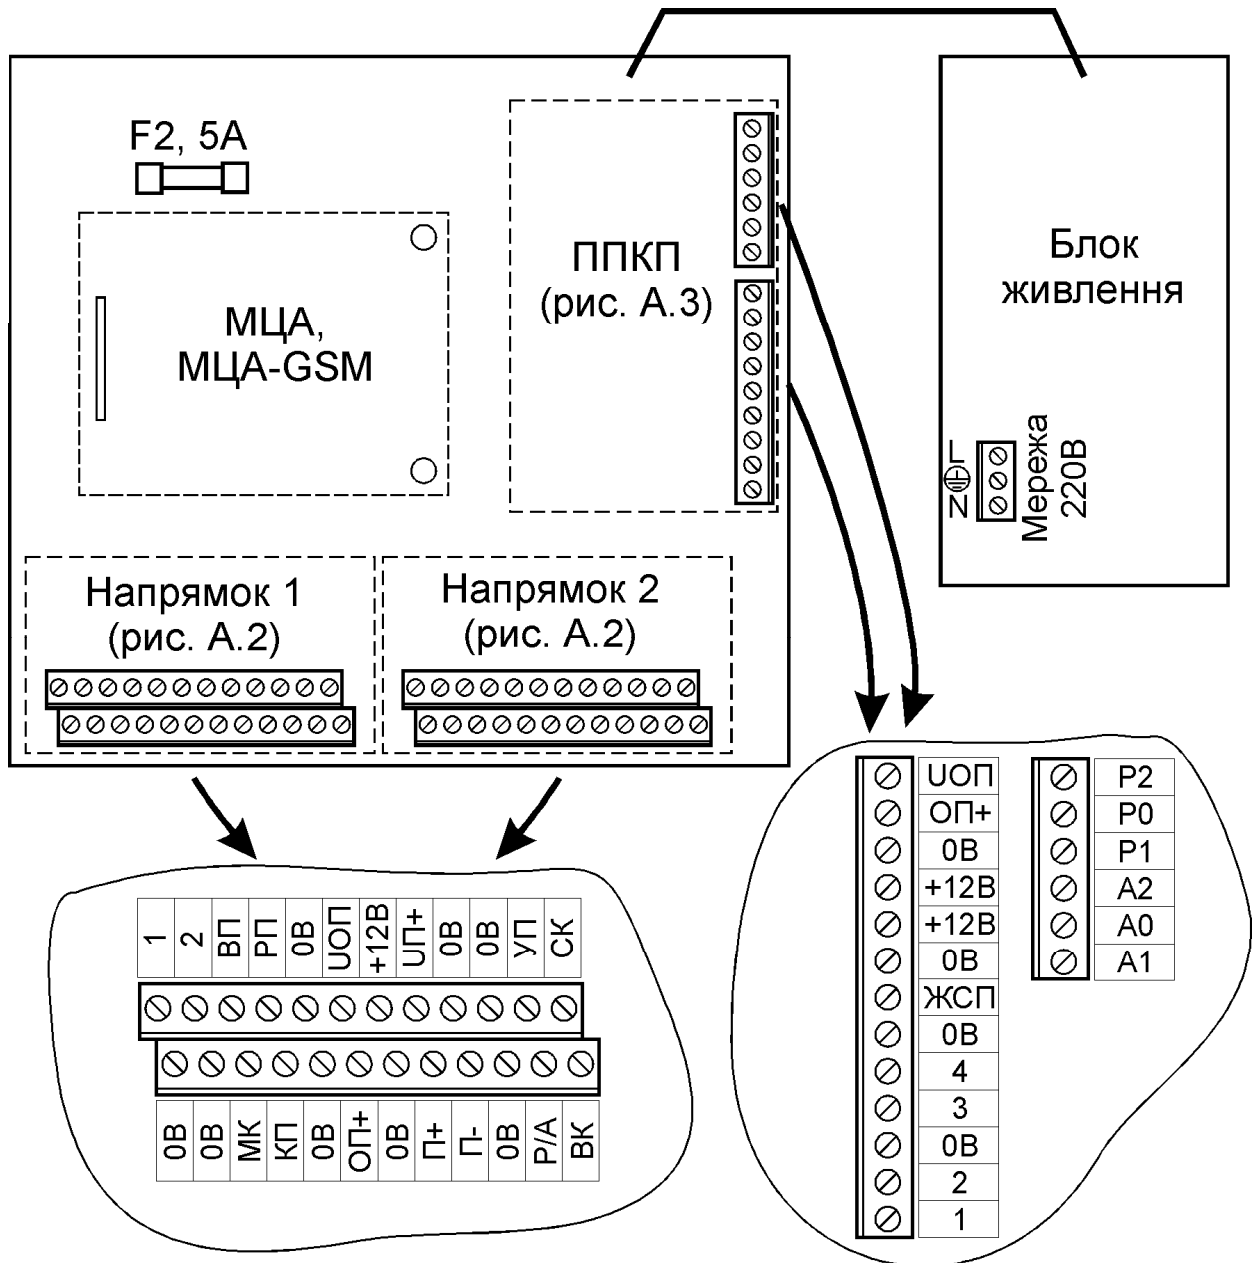 F2, 5A
МЦА,
МЦА-GSM
ППКП
(рис. А.3)
Блок
живлення
L
N
Мережа
220В
Напрямок 1
(рис. А.2)
Напрямок 2
(рис. А.2)
1
2
ВП
РП
0В
UОП
+12В
UП+
0В
0В
УП
СК
0В
0В
МК
КП
0В
ОП+
0В
П+
П-
0В
Р/А
ВК
UОП
ОП+
0В
+12В
+12В
0В
ЖСП
0В
4
3
0В
2
1
Р2
Р0
Р1
А2
А0
А1